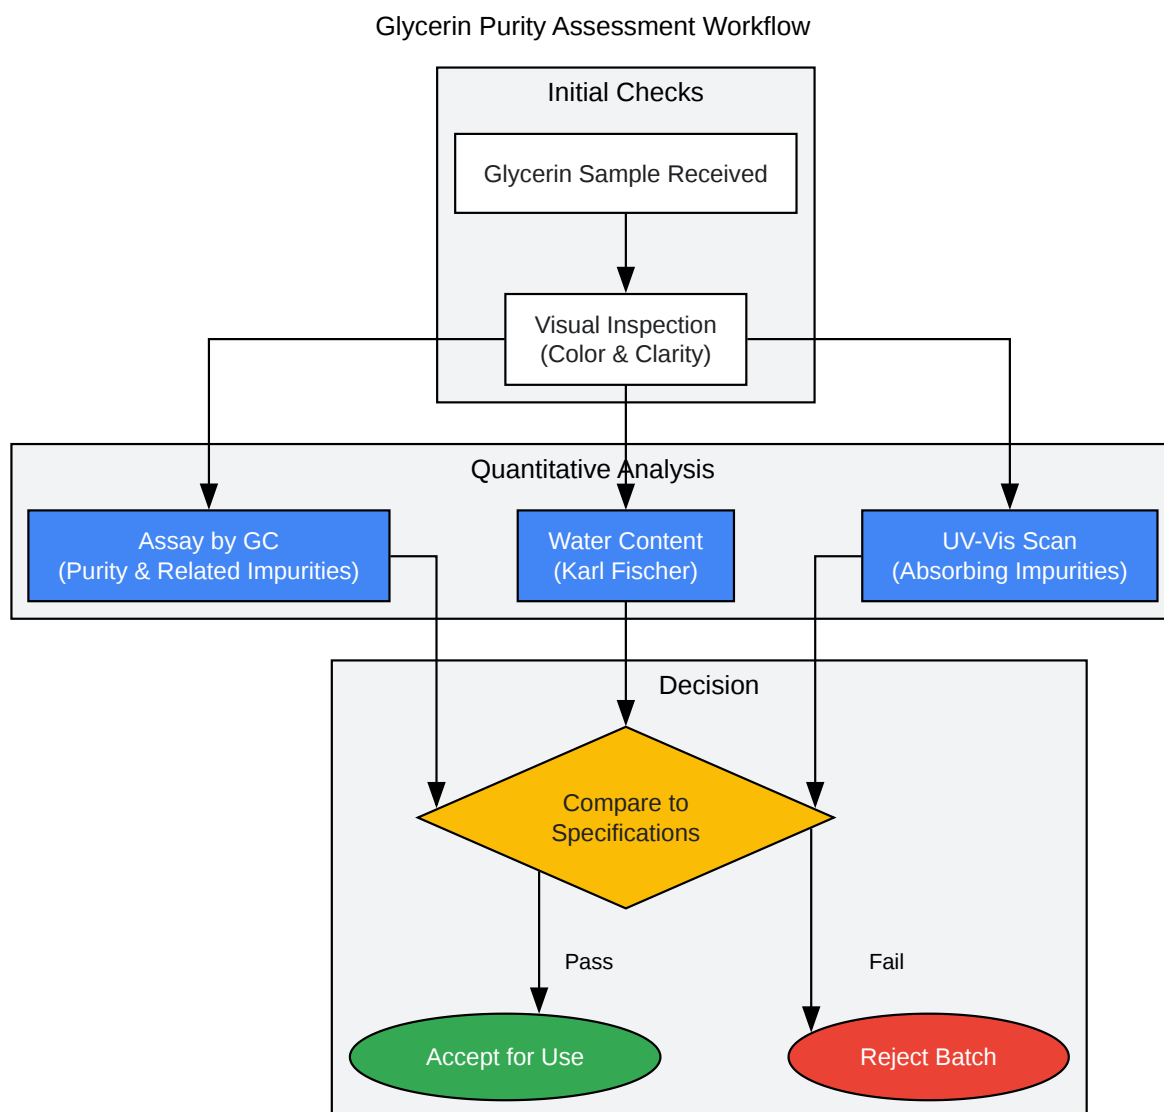 Glycerin Purity Assessment Workflow
Initial Checks
Glycerin Sample Received
Visual Inspection
(Color & Clarity)
Quantitative Analysis
Assay by GC
(Purity & Related Impurities)
Water Content
(Karl Fischer)
UV-Vis Scan
(Absorbing Impurities)
Decision
Compare to
Specifications
Pass
Fail
Accept for Use
Reject Batch